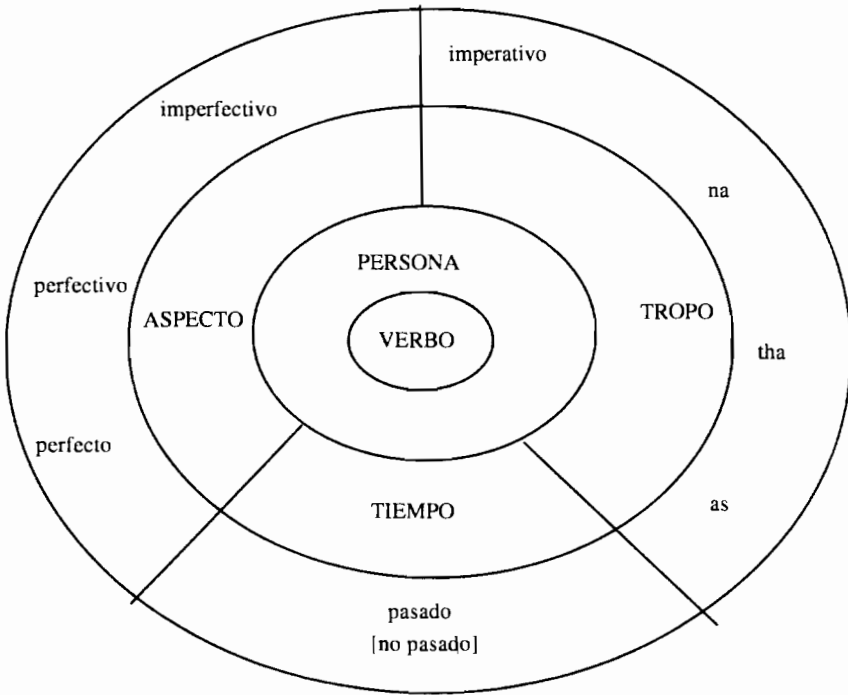 imperativo
imperfectivo
na
PERSONA
perfectivo
ASPECTO
TROPO
VERBO
tha
perfecto
as
TIEMPO
pasado
[no pasado]